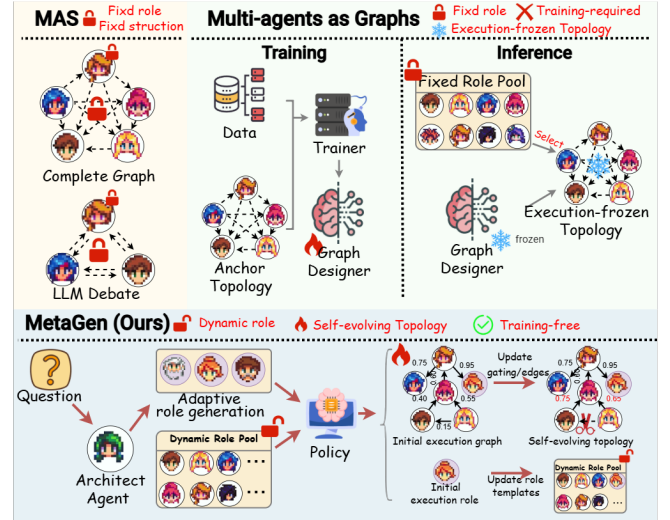 MAS
Fixd role
Fixd struction
Complete Graph
LLM Debate
Multi-agents as Graphs
Fixd role
Training-required
Execution-frozen Topology
Training
Data
Trainer
Anchor
Topology
Graph
Designer
Inference
Fixed Role Pool
Select
Execution-frozen
Topology
Graph
Designer
frozen
MetaGen (Ours)
Dynamic role
Self-evolving Topology
Training-free
Question
Architect
Agent
Adaptive
role generation
Dynamic Role Pool
...
...
Policy
0.75
0.95
0.40
0.55
0.15
Initial execution graph
Update
gating/edges
0.75
0.95
0.75
0.65
Self-evolving topology
Initial
execution role
Update role
templates
Dynamic Role Pool
...
...